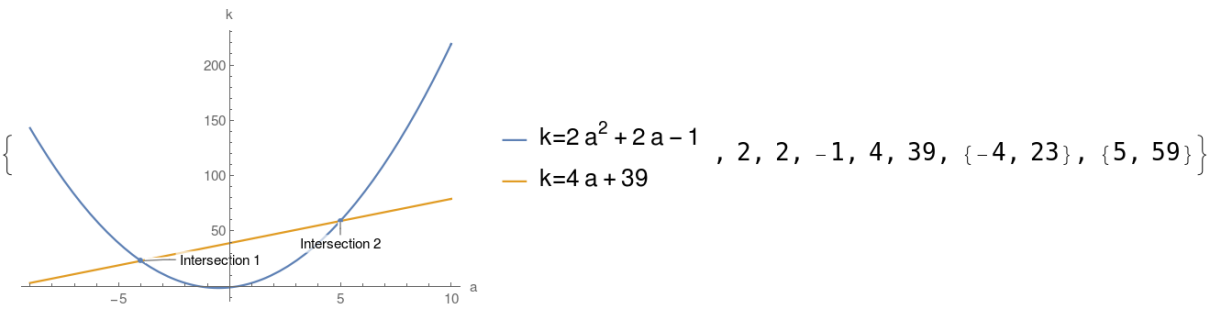 k
200
150
100
50
Intersection 2
Intersection 1
−5
5
10
a
k=2 a² + 2 a − 1
k=4 a + 39
{ , 2, 2, −1, 4, 39, {−4, 23}, {5, 59}}